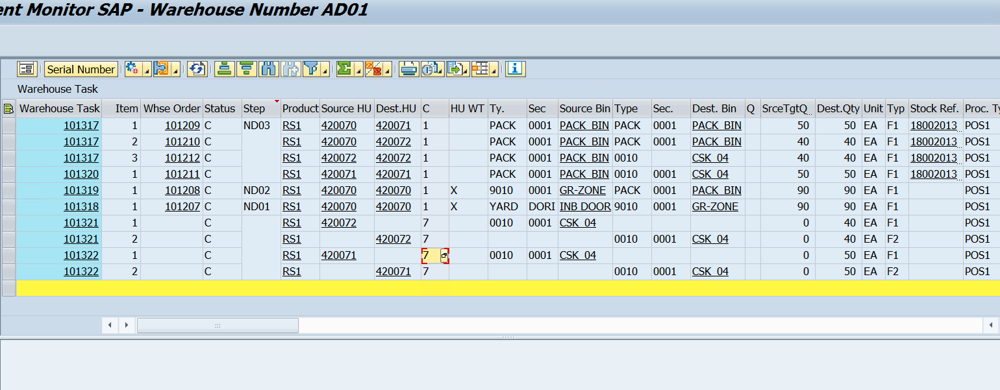 ent Monitor SAP - Warehouse Number AD01
Serial Number
Warehouse Task
Warehouse Task Item Whse Order Status Step Product Source HU Dest.HU C HU WT Ty. Sec Source Bin Type Sec. Dest. Bin Q SrceTgtQ.. Dest.Qty Unit Typ Stock Ref. Proc. Ty
101317 1 101209 C ND03 RS1 420070 420071 1 PACK 0001 PACK_BIN PACK 0001 PACK_BIN 50 50 EA F1 18002013... POS1
101317 2 101210 C RS1 420070 420072 1 PACK 0001 PACK_BIN PACK 0001 PACK_BIN 40 40 EA F1 18002013... POS1
101317 3 101212 C RS1 420072 420072 1 PACK 0001 PACK_BIN 0010 CSK_04 40 40 EA F1 18002013... POS1
101320 1 101211 C RS1 420071 420071 1 PACK 0001 PACK_BIN 0010 0001 CSK_04 50 50 EA F1 18002013... POS1
101319 1 101208 C ND02 RS1 420070 420070 1 X 9010 0001 GR-ZONE PACK 0001 PACK_BIN 90 90 EA F1 POS1
101318 1 101207 C ND01 RS1 420070 420070 1 X YARD DORI INB_DOOR 9010 0001 GR-ZONE 90 90 EA F1 POS1
101321 1 C RS1 420072 7 0010 0001 CSK_04 0 40 EA F1 POS1
101321 2 C RS1 420072 7 0010 0001 CSK_04 0 40 EA F2 POS1
101322 1 C RS1 420071 7 0010 0001 CSK_04 0 50 EA F1 POS1
101322 2 C RS1 420071 7 0010 0001 CSK_04 0 50 EA F2 POS1